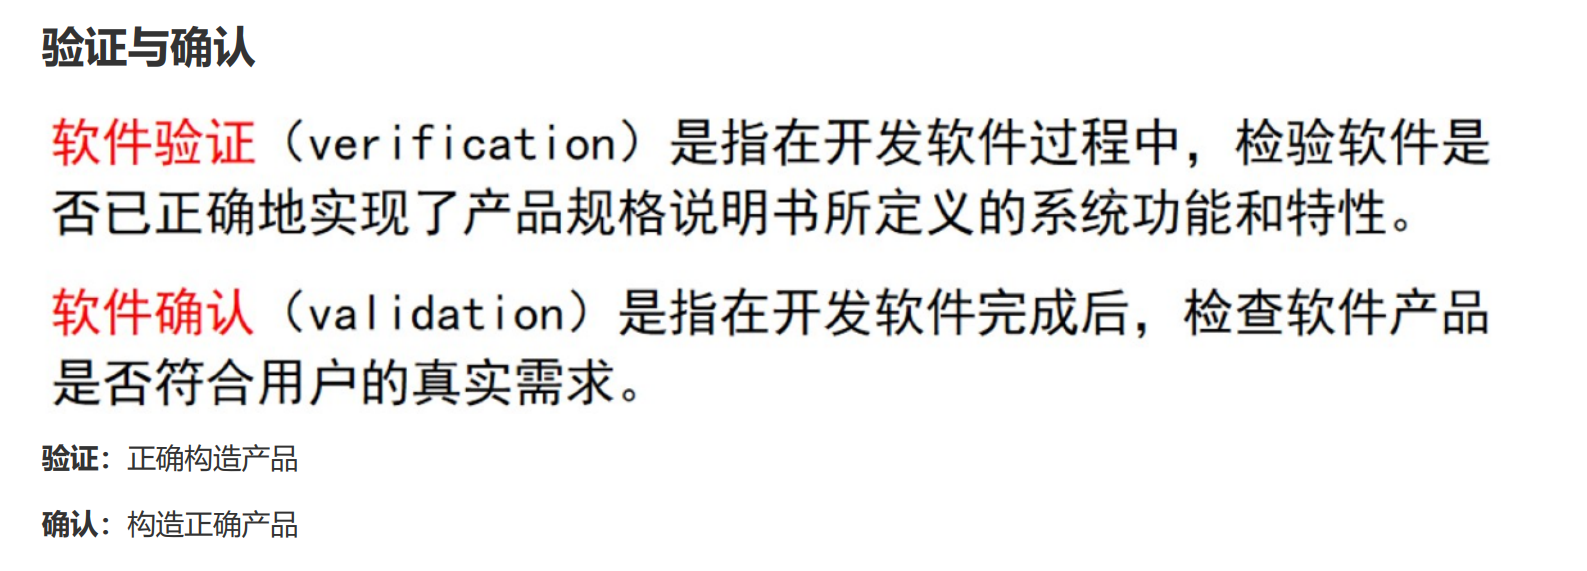 验证与确认
软件验证（verification）是指在开发软件过程中，检验软件是
否已正确地实现了产品规格说明书所定义的系统功能和特性。
软件确认（validation）是指在开发软件完成后，检查软件产品
是否符合用户的真实需求。
验证：正确构造产品
确认：构造正确产品